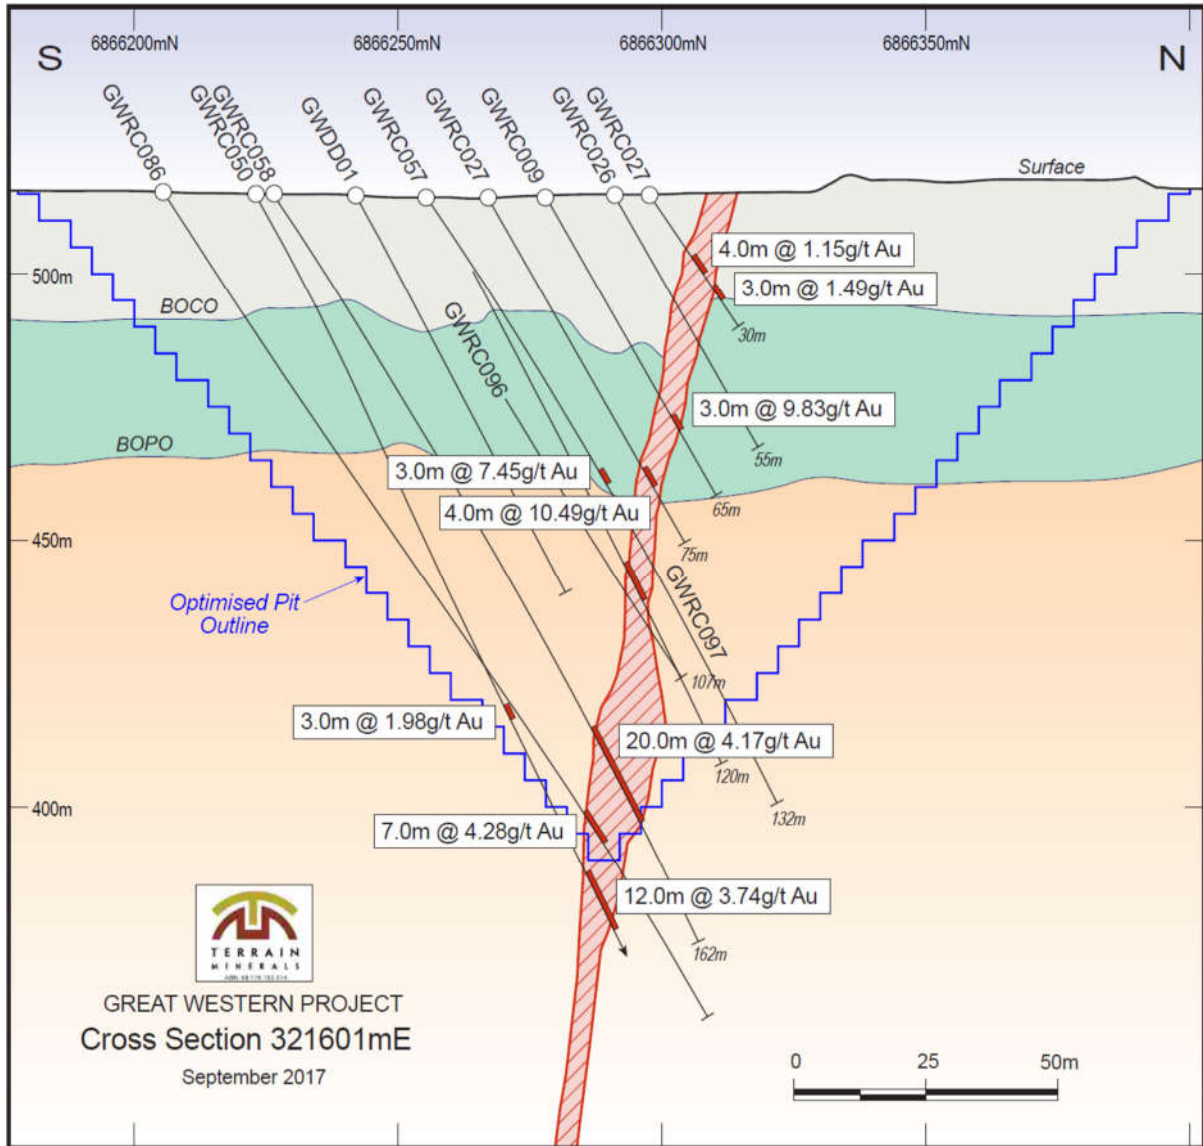 6866200mN
6866250mN
6866300mN
6866350mN
S
N
GWRC086
GWRC050
GWRC058
GWDD01
GWRC057
GWRC027
GWRC009
GWRC026
GWRC027
Surface
4.0m @ 1.15g/t Au
500m
3.0m @ 1.49g/t Au
BOCO
30m
GWRC096
3.0m @ 9.83g/t Au
BOPO
55m
3.0m @ 7.45g/t Au
65m
4.0m @ 10.49g/t Au
450m
75m
Optimised Pit
Outline
GWRC097
107m
3.0m @ 1.98g/t Au
20.0m @ 4.17g/t Au
120m
400m
132m
7.0m @ 4.28g/t Au
12.0m @ 3.74g/t Au
162m
TERRAIN
MINERALS
GREAT WESTERN PROJECT
Cross Section 321601mE
September 2017
0 25 50m